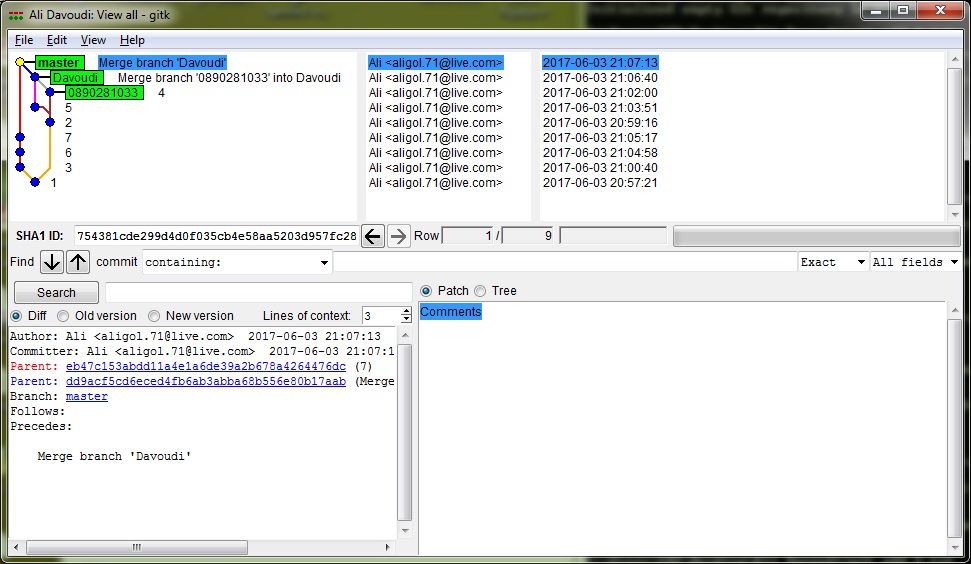 Ali Davoudi: View all - gitk
File Edit View Help
master Merge branch 'Davoudi' Ali <aligol.71@live.com> 2017-06-03 21:07:13
Davoudi Merge branch '0890281033' into Davoudi Ali <aligol.71@live.com> 2017-06-03 21:06:40
0890281033 4 Ali <aligol.71@live.com> 2017-06-03 21:02:00
5 Ali <aligol.71@live.com> 2017-06-03 21:03:51
2 Ali <aligol.71@live.com> 2017-06-03 20:59:16
7 Ali <aligol.71@live.com> 2017-06-03 21:05:17
6 Ali <aligol.71@live.com> 2017-06-03 21:04:58
3 Ali <aligol.71@live.com> 2017-06-03 21:00:40
1 Ali <aligol.71@live.com> 2017-06-03 20:57:21
SHA1 ID: 754381cde299d4d0f035cb4e58aa5203d957fc28 Row 1 / 9
Find commit containing: Exact All fields
Search
Patch Tree
Diff Old version New version Lines of context: 3
Comments
Author: Ali <aligol.71@live.com> 2017-06-03 21:07:13
Committer: Ali <aligol.71@live.com> 2017-06-03 21:07:1
Parent: eb47c153abdd11a4e1a6de39a2b678a4264476dc (7)
Parent: dd9acf5cd6eced4fb6ab3abba68b556e80b17aab (Merge
Branch: master
Follows:
Precedes:
Merge branch 'Davoudi'